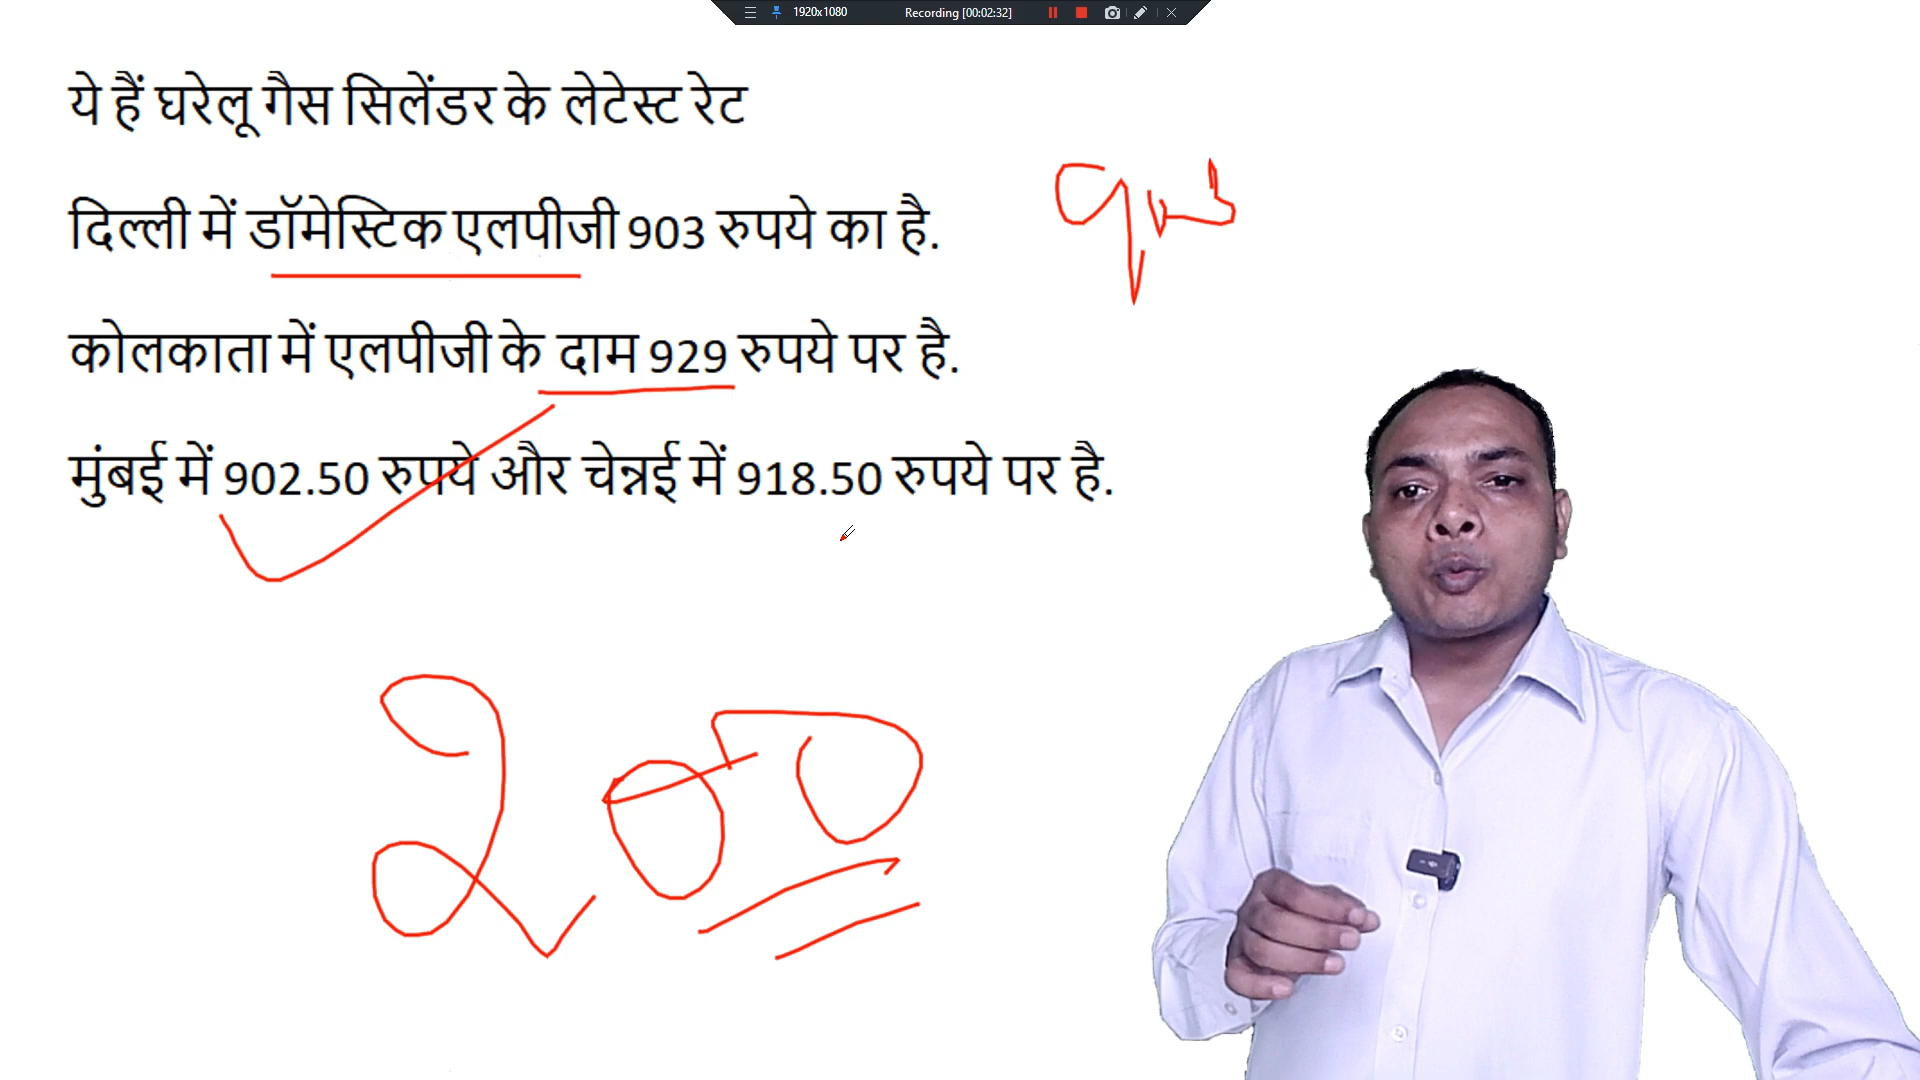 1920x1080 Recording [00:02:32]
ये हैं घरेलू गैस सिलेंडर के लेटेस्ट रेट
दिल्ली में डॉमेस्टिक एलपीजी 903 रुपये का है.
कोलकाता में एलपीजी के दाम 929 रुपये पर है.
मुंबई में 902.50 रुपये और चेन्नई में 918.50 रुपये पर है.
200